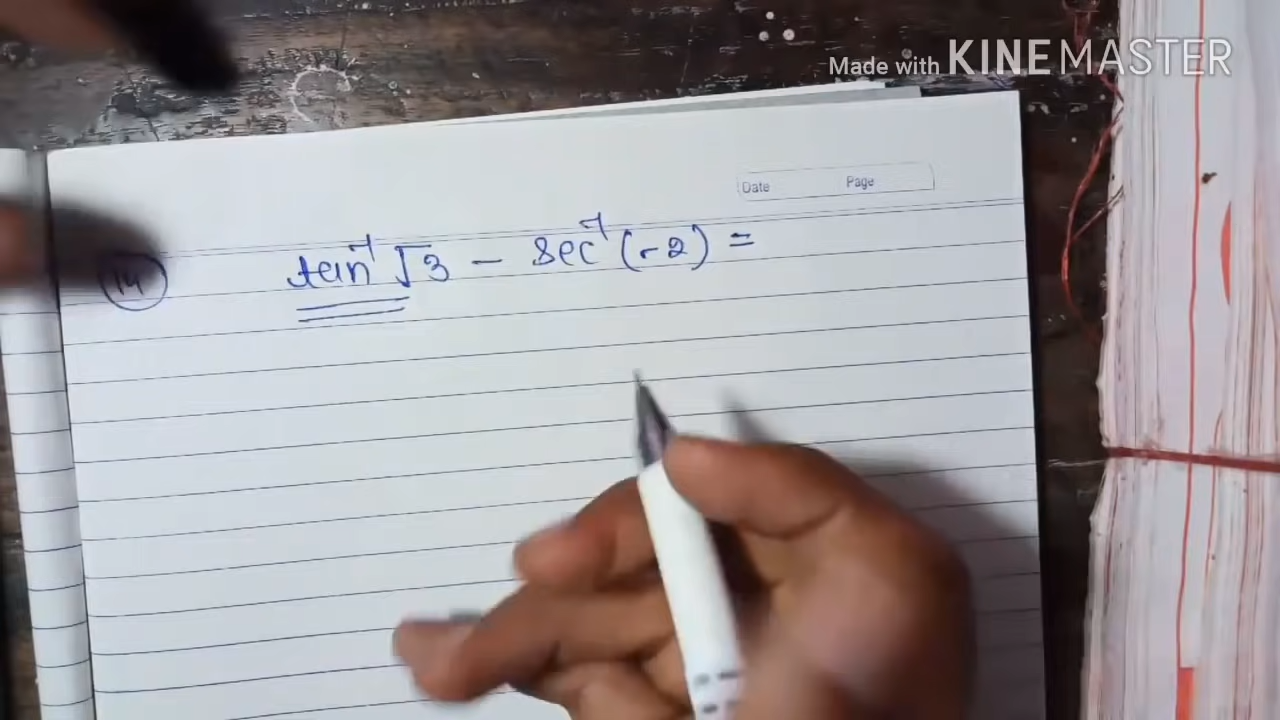 Made with KINEMASTER
Date Page
14 tan⁻¹ √3 − sec⁻¹ (-2) =